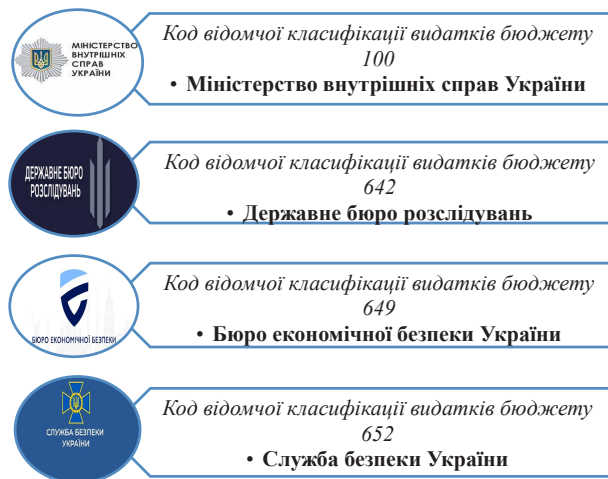 МІНІСТЕРСТВО
ВНУТРІШНІХ
СПРАВ
УКРАЇНИ
Код відомчої класифікації видатків бюджету
100
• Міністерство внутрішніх справ України
ДЕРЖАВНЕ БЮРО
РОЗСЛІДУВАНЬ
Код відомчої класифікації видатків бюджету
642
• Державне бюро розслідувань
БЮРО ЕКОНОМІЧНОЇ БЕЗПЕКИ
Код відомчої класифікації видатків бюджету
649
• Бюро економічної безпеки України
СЛУЖБА БЕЗПЕКИ
УКРАЇНИ
Код відомчої класифікації видатків бюджету
652
• Служба безпеки України